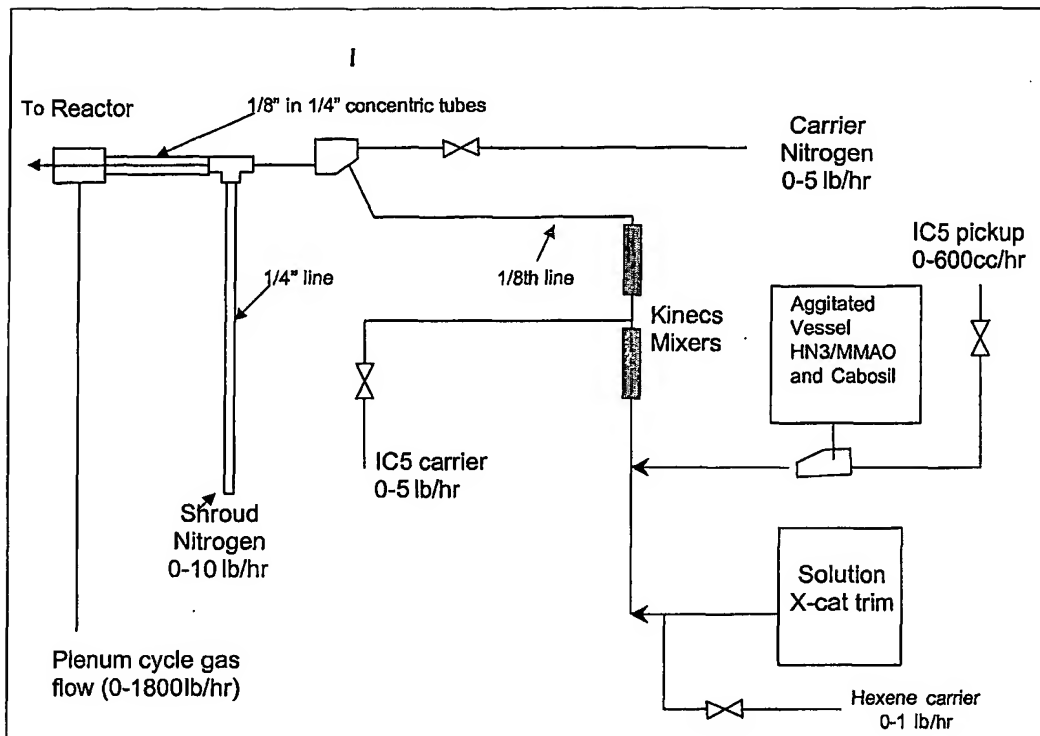 I
To Reactor
1/8" in 1/4" concentric tubes
Carrier
Nitrogen
0-5 lb/hr
IC5 pickup
0-600cc/hr
1/4" line
1/8th line
Kinecs
Mixers
Aggitated
Vessel
HN3/MMAO
and Cabosil
IC5 carrier
0-5 lb/hr
Shroud
Nitrogen
0-10 lb/hr
Solution
X-cat trim
Plenum cycle gas
flow (0-1800lb/hr)
Hexene carrier
0-1 lb/hr